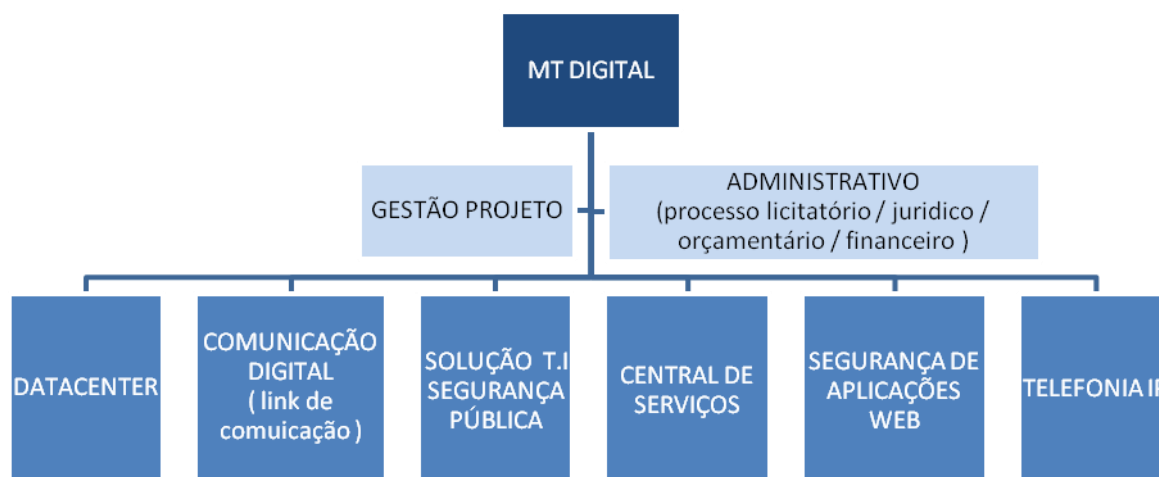 MT DIGITAL
GESTÃO PROJETO
ADMINISTRATIVO
(processo licitatório / juridico /
orçamentário / financeiro )
DATACENTER
COMUNICAÇÃO
DIGITAL
( link de
comuicação )
SOLUÇÃO T.I
SEGURANÇA
PÚBLICA
CENTRAL DE
SERVIÇOS
SEGURANÇA DE
APLICAÇÕES
WEB
TELEFONIA IP